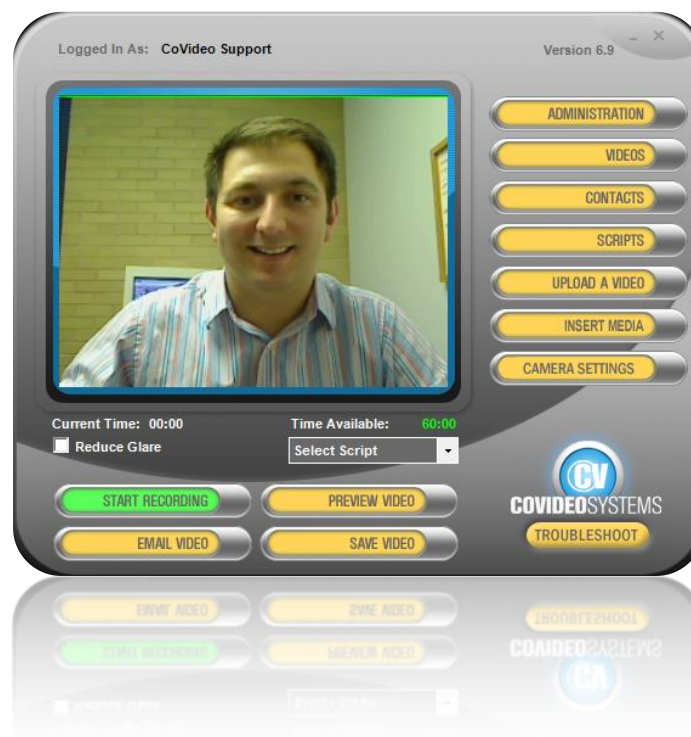 Logged In As: CoVideo Support
Version 6.9
ADMINISTRATION
VIDEOS
CONTACTS
SCRIPTS
UPLOAD A VIDEO
INSERT MEDIA
CAMERA SETTINGS
Current Time: 00:00 Time Available: 60:00
Reduce Glare
Select Script
START RECORDING
PREVIEW VIDEO
EMAIL VIDEO
SAVE VIDEO
CV
COVIDEOSYSTEMS
TROUBLESHOOT